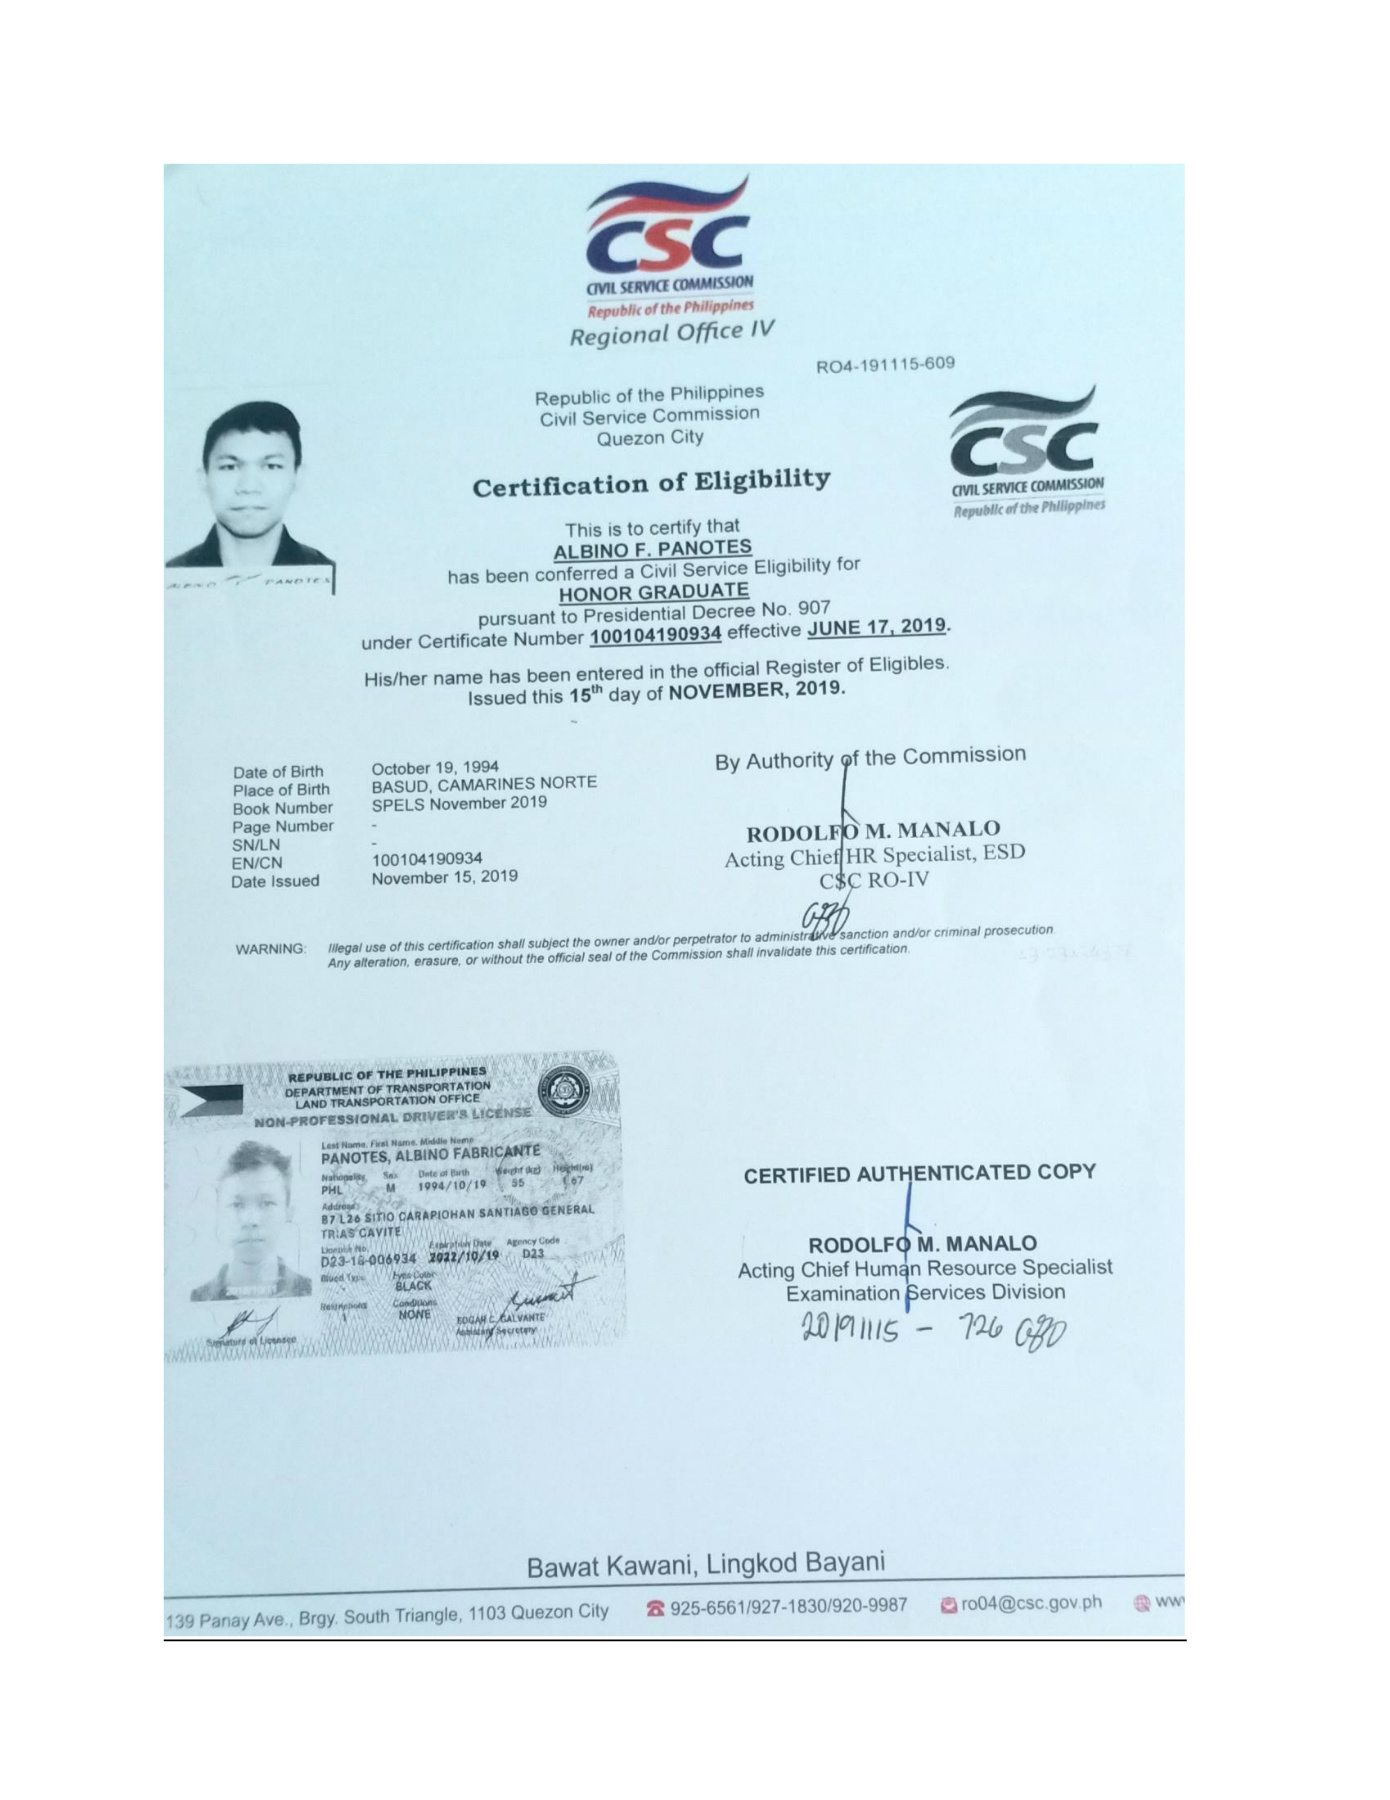 CSC
CIVIL SERVICE COMMISSION
Republic of the Philippines
Regional Office IV
RO4-191115-609
Republic of the Philippines
Civil Service Commission
Quezon City
CSC
CIVIL SERVICE COMMISSION
Republic of the Philippines
Certification of Eligibility
This is to certify that
ALBINO F. PANOTES
has been conferred a Civil Service Eligibility for
HONOR GRADUATE
pursuant to Presidential Decree No. 907
under Certificate Number 100104190934 effective JUNE 17, 2019.
ALBINO F PANOTES
His/her name has been entered in the official Register of Eligibles.
Issued this 15th day of NOVEMBER, 2019.
Date of Birth October 19, 1994
Place of Birth BASUD, CAMARINES NORTE
Book Number SPELS November 2019
Page Number -
SN/LN -
EN/CN 100104190934
Date Issued November 15, 2019
By Authority of the Commission
RODOLFO M. MANALO
Acting Chief HR Specialist, ESD
CSC RO-IV
WARNING: Illegal use of this certification shall subject the owner and/or perpetrator to administrative sanction and/or criminal prosecution.
Any alteration, erasure, or without the official seal of the Commission shall invalidate this certification.
REPUBLIC OF THE PHILIPPINES
DEPARTMENT OF TRANSPORTATION
LAND TRANSPORTATION OFFICE
NON-PROFESSIONAL DRIVER'S LICENSE
Last Name, First Name, Middle Name
PANOTES, ALBINO FABRICANTE
Nationality Sex Date of Birth Weight (kg) Height(m)
PHL M 1994/10/19 55 1.67
Address
B7 L26 SITIO CARAPIOHAN SANTIAGO GENERAL
TRIAS CAVITE
License No. Expiration Date Agency Code
D23-18-006934 2022/10/19 D23
Blood Type Eyes Color
BLACK
Restrictions Conditions
1 NONE
EDGAR C. GALVANTE
Assistant Secretary
Signature of Licensee
CERTIFIED AUTHENTICATED COPY
RODOLFO M. MANALO
Acting Chief Human Resource Specialist
Examination Services Division
20191115 - 726
Bawat Kawani, Lingkod Bayani
139 Panay Ave., Brgy. South Triangle, 1103 Quezon City 925-6561/927-1830/920-9987 ro04@csc.gov.ph www